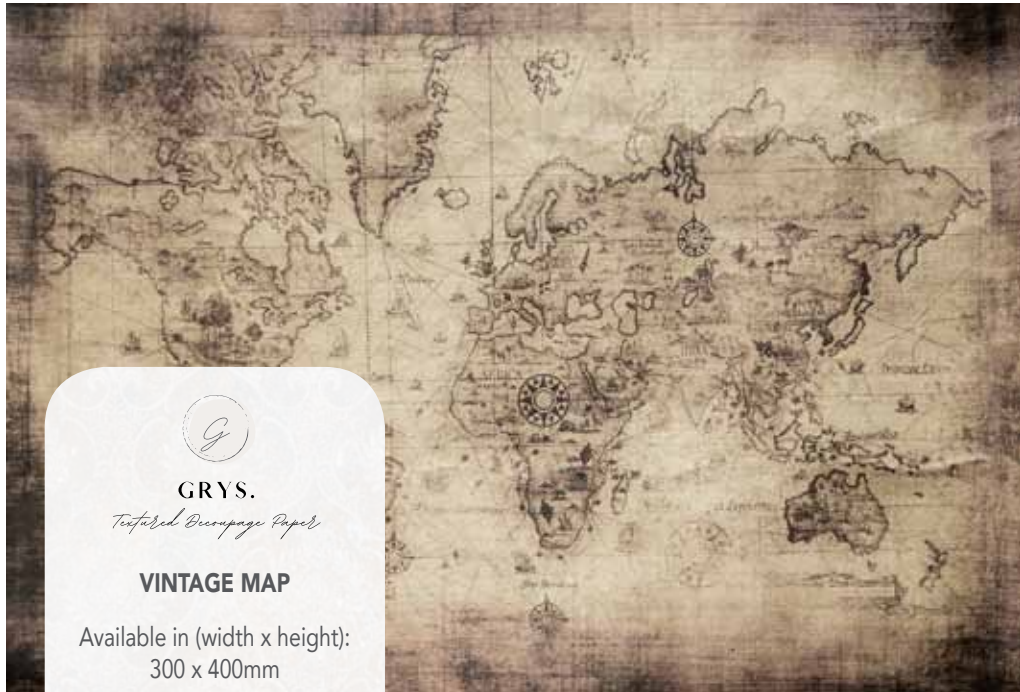 G
GRYS.
Textured Decoupage Paper
VINTAGE MAP
Available in (width x height):
300 x 400mm